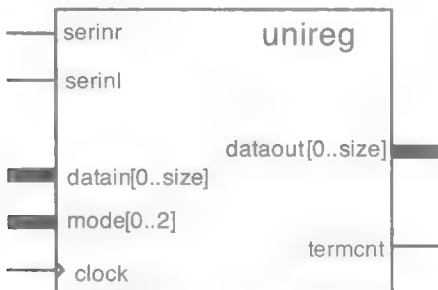 serinr
unireg
serinl
dataout[0..size]
datain[0..size]
mode[0..2]
termcnt
clock